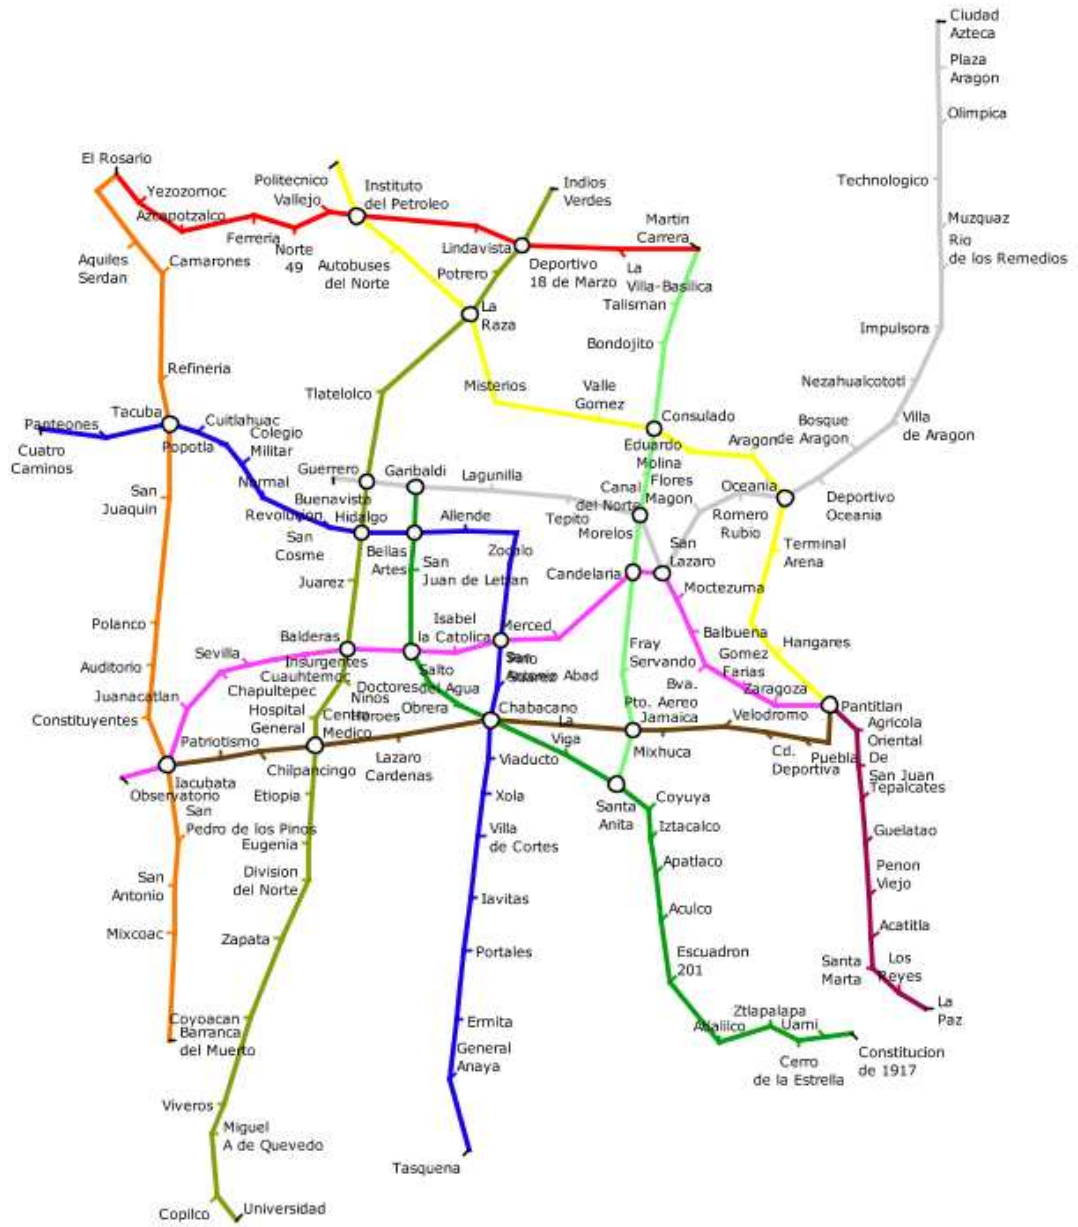 Ciudad
Azteca
Plaza
Aragon
Olimpica
El Rosario
Politecnico
Instituto
del Petroleo
Indios
Verdes
Technologico
Yezozomoc
Vallejo
Azcapotzalco
Martin
Carrera
Muzquaz
Rio
de los Remedios
Ferreria
Norte
49
Lindavista
Deportivo
18 de Marzo
La
Villa-Basilica
Aquiles
Serdan
Camarones
Autobuses
del Norte
Potrero
Talisman
La
Raza
Impulsora
Bondojito
Refineria
Tlatelolco
Misterios
Valle
Gomez
Nezahualcototl
Tacuba
Panteones
Cuitlahuac
Consulado
Bosque
de Aragon
Villa
de Aragon
Cuatro
Caminos
Popotla
Colegio
Militar
Eduardo
Molina
Aragon
Normal
Guerrero
Garibaldi
Lagunilla
Flores
Magon
Canal
del Norte
Oceania
San
Juaquin
Buenavista
Revolucion
Hidalgo
Allende
Tepito
Morelos
Romero
Rubio
Deportivo
Oceania
San
Cosme
Bellas
Artes
Zocalo
San
Juan de Letran
San
Lazaro
Terminal
Arena
Juarez
Candelaria
Moctezuma
Polanco
Sevilla
Balderas
Isabel
la Catolica
Merced
Balbuena
Hangares
Auditorio
Insurgentes
Cuauhtemoc
Salto
del Agua
San
Antonio Abad
Fray
Servando
Gomez
Farias
Juanacatlan
Chapultepec
Doctores
Obrera
Bva.
Pto. Aereo
Zaragoza
Constituyentes
Hospital
General
Ninos
Heroes
Chabacano
Pantitlan
Patriotismo
Centro
Medico
La
Viga
Jamaica
Velodromo
Agricola
Oriental
Chilpancingo
Lazaro
Cardenas
Viaducto
Mixhuca
Cd.
Deportiva
Puebla
De
San Juan
Iacubata
Observatorio
Tepalcates
Etiopia
Xola
Santa
Anita
Coyuya
San
Pedro de los Pinos
Eugenia
Villa
de Cortes
Iztacalco
Guelatao
San
Antonio
Division
del Norte
Iavitas
Apatlaco
Penon
Viejo
Aculco
Acatitla
Mixcoac
Zapata
Portales
Escuadron
201
Santa
Marta
Los
Reyes
Coyoacan
Ermita
Ztlapalapa
La
Paz
Barranca
del Muerto
General
Anaya
Atlalilco
Uami
Cerro
de la Estrella
Constitucion
de 1917
Viveros
Miguel
A de Quevedo
Tasquena
Copilco
Universidad